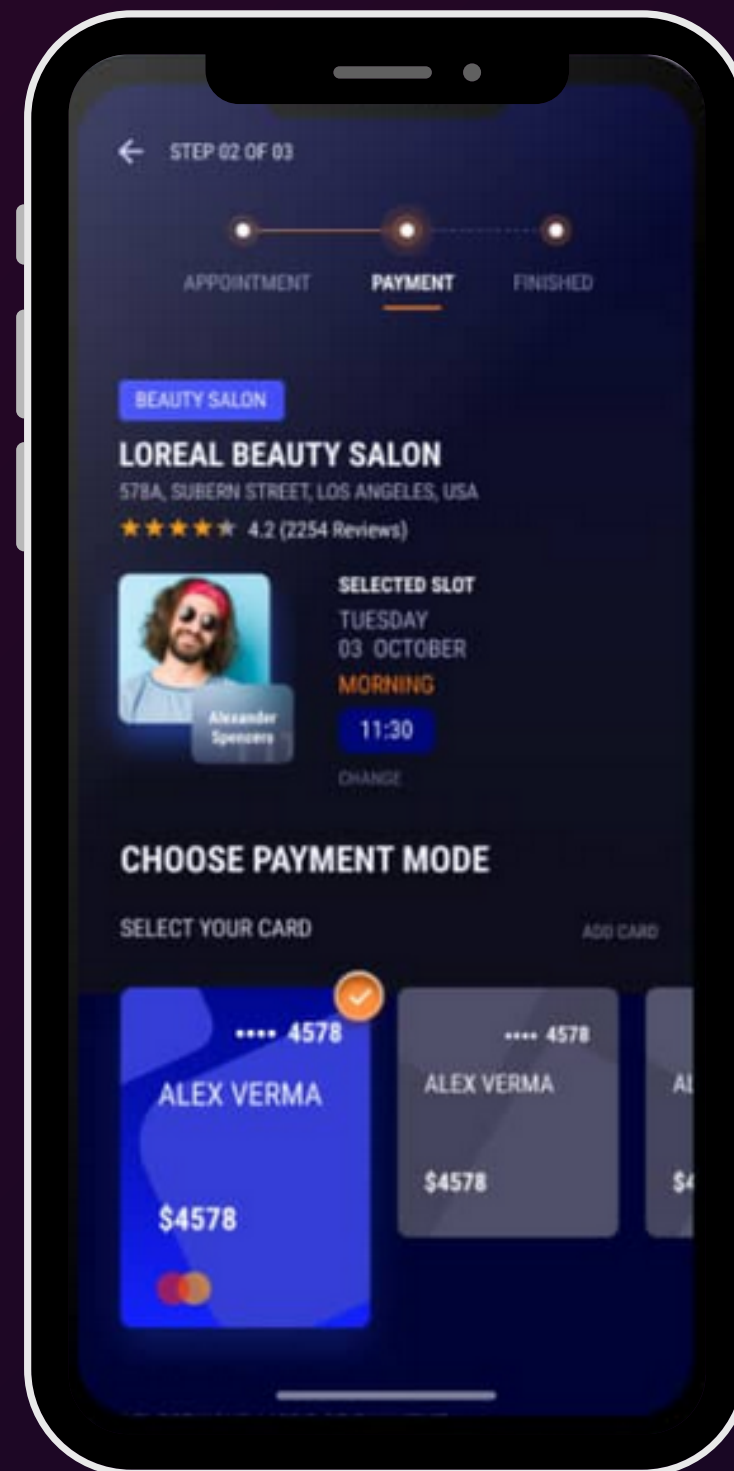 STEP 02 OF 03
APPOINTMENT PAYMENT FINISHED
BEAUTY SALON
LOREAL BEAUTY SALON
578A, SUBERN STREET, LOS ANGELES, USA
4.2 (2254 Reviews)
Alexander
Spencers
SELECTED SLOT
TUESDAY
03 OCTOBER
MORNING
11:30
CHANGE
CHOOSE PAYMENT MODE
SELECT YOUR CARD
ADD CARD
•••• 4578
ALEX VERMA
$4578
•••• 4578
ALEX VERMA
$4578
AL
$4